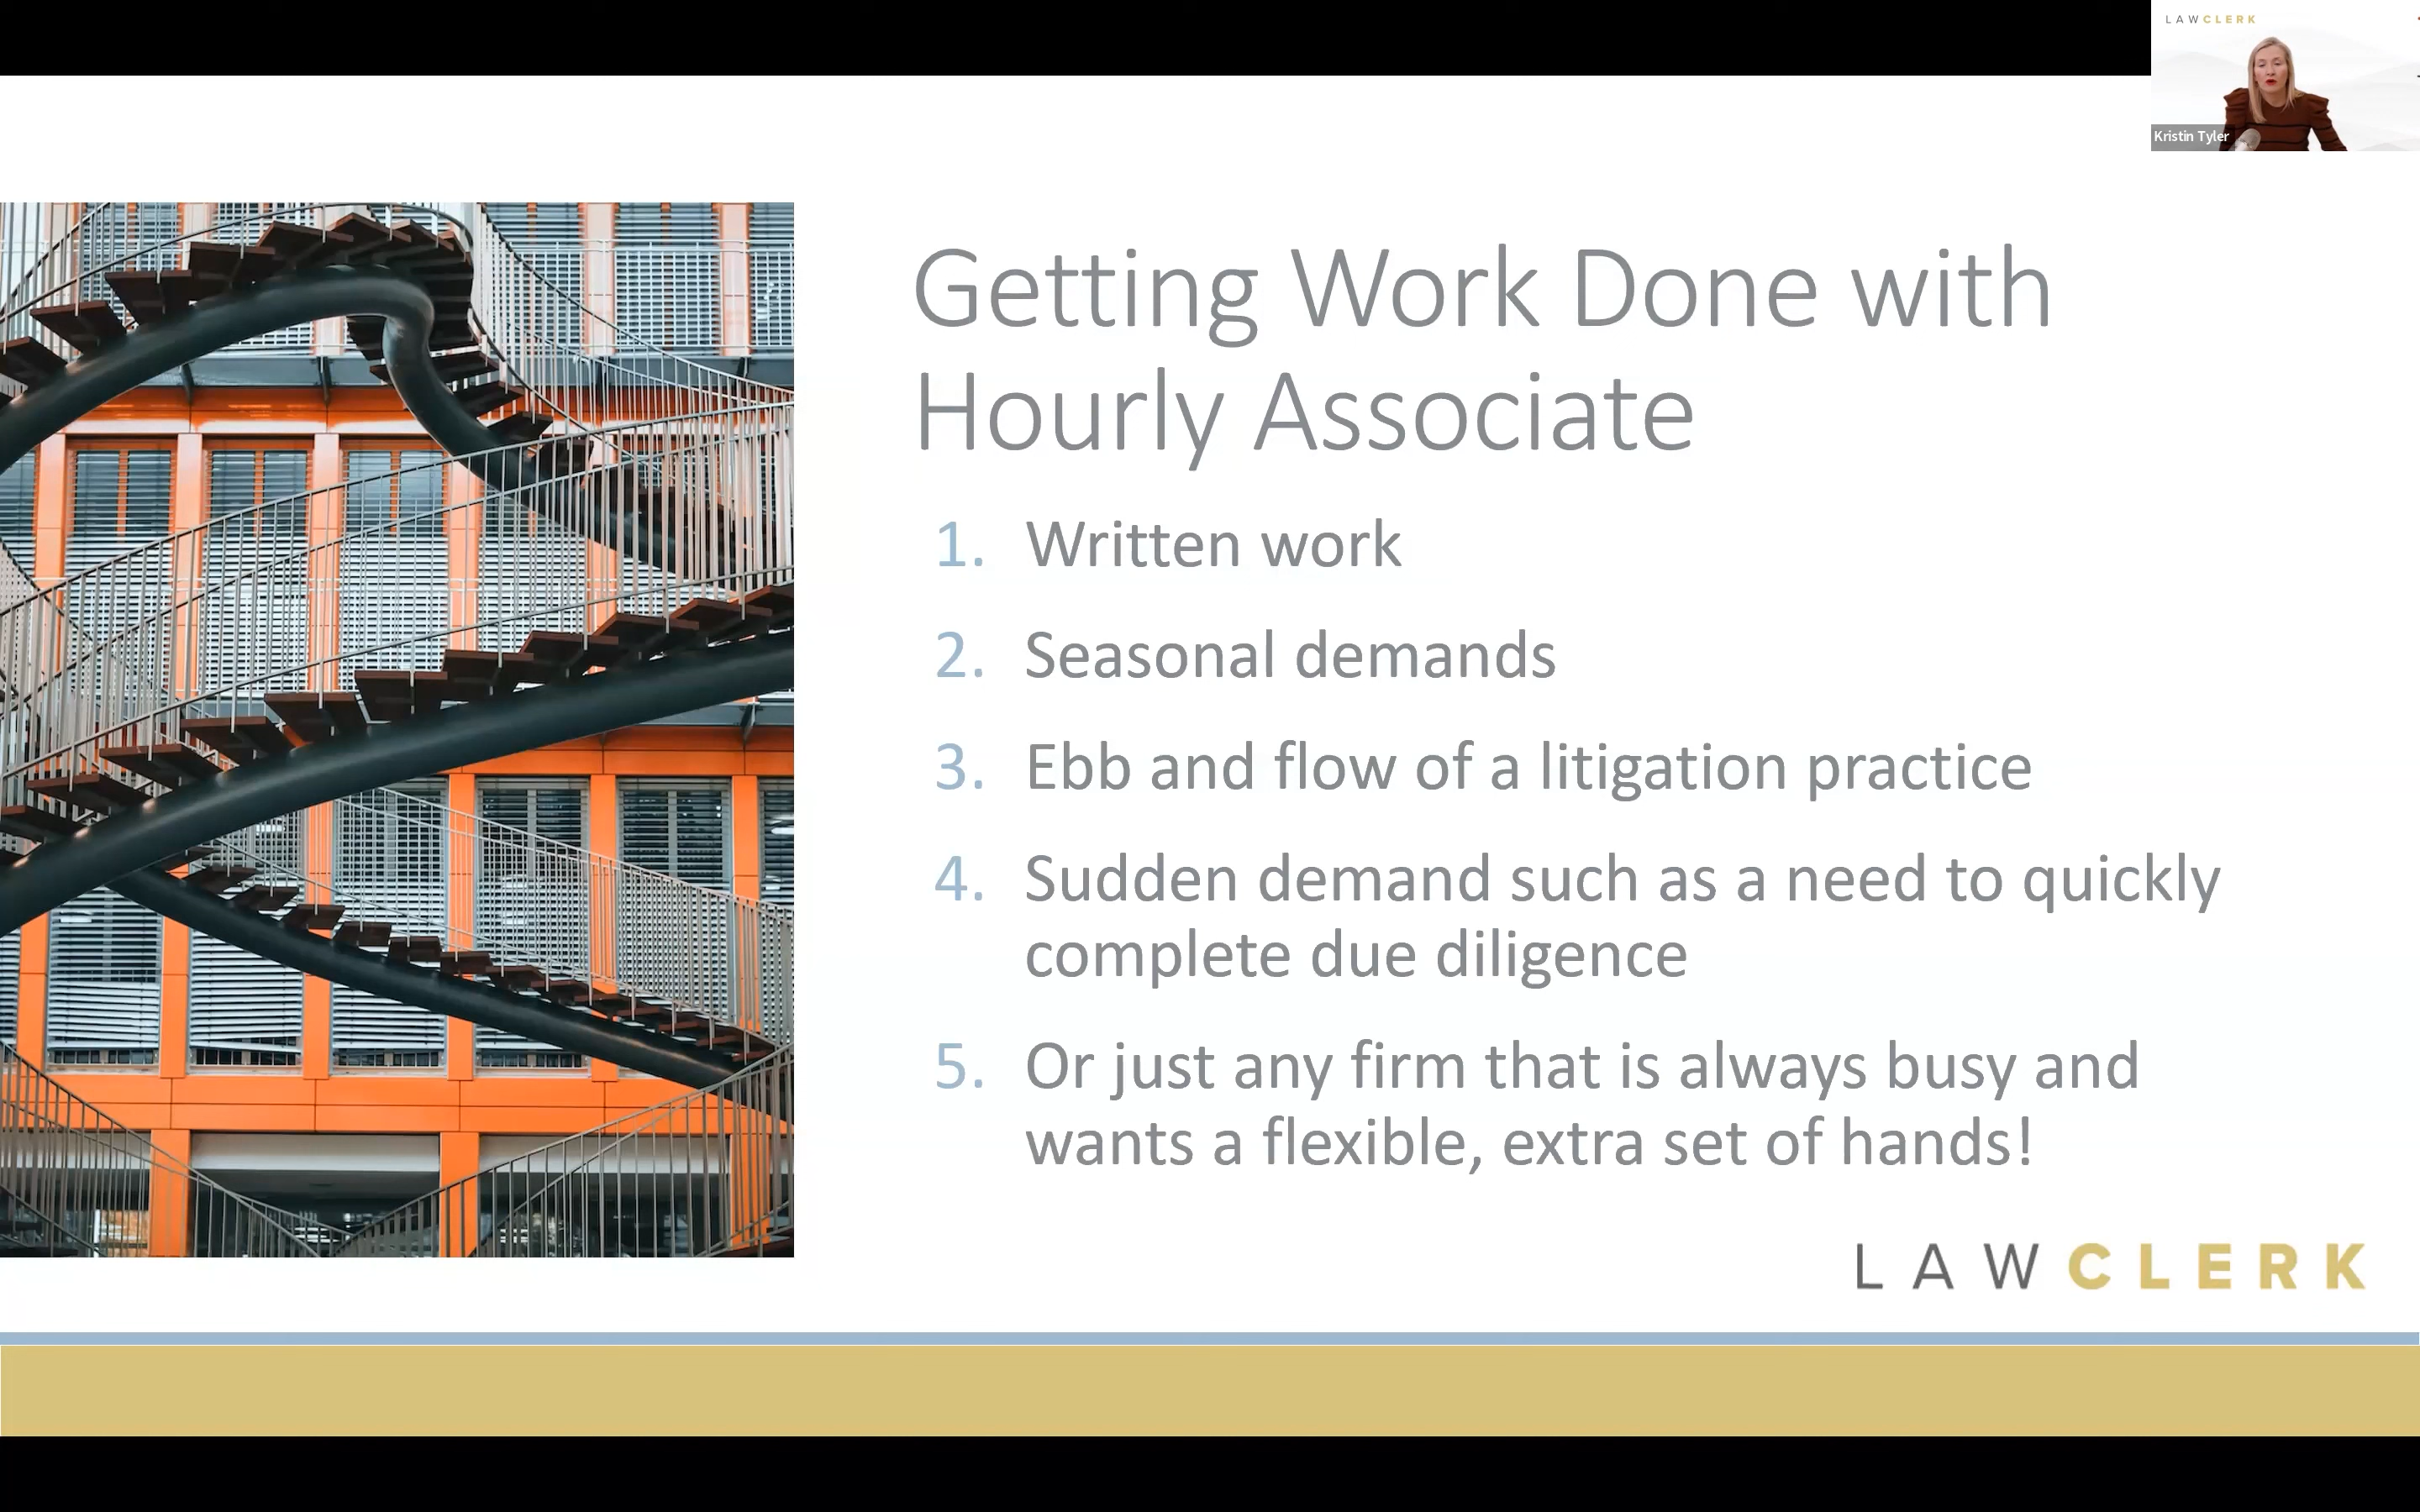 LAWCLERK
Kristin Tyler
Getting Work Done with
Hourly Associate
1. Written work
2. Seasonal demands
3. Ebb and flow of a litigation practice
4. Sudden demand such as a need to quickly
complete due diligence
5. Or just any firm that is always busy and
wants a flexible, extra set of hands!
LAWCLERK